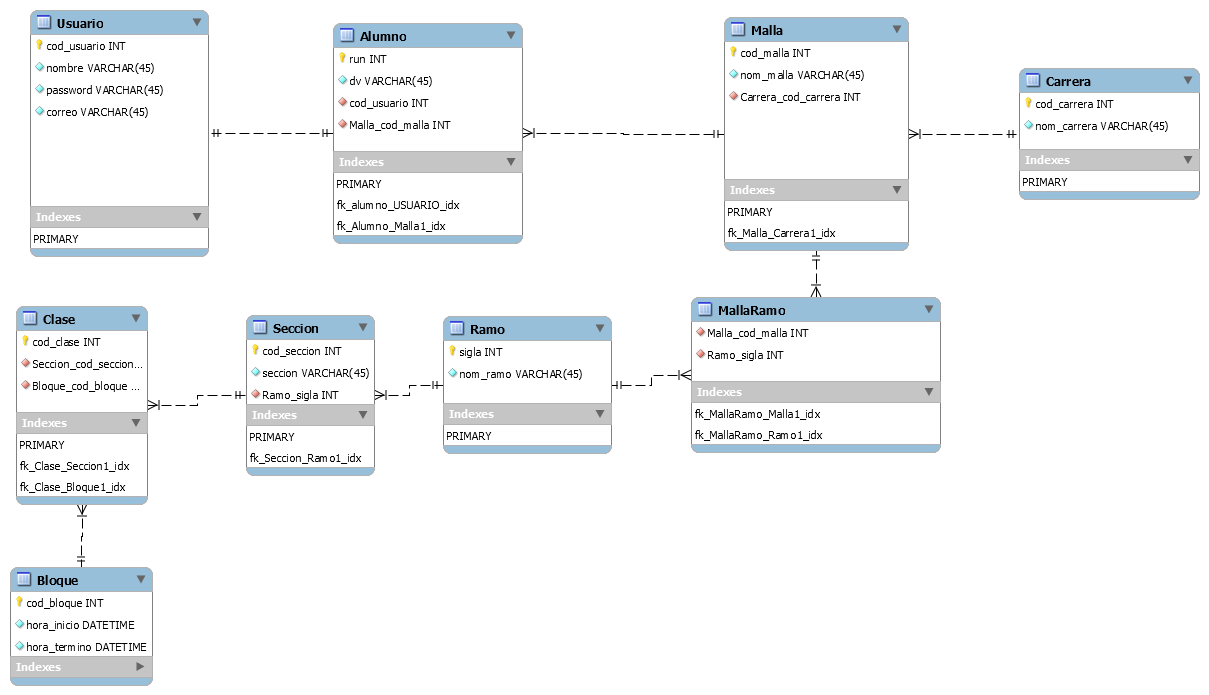 Usuario
cod_usuario INT
nombre VARCHAR(45)
password VARCHAR(45)
correo VARCHAR(45)
Indexes
PRIMARY
Alumno
run INT
dv VARCHAR(45)
cod_usuario INT
Malla_cod_malla INT
Indexes
PRIMARY
fk_alumno_USUARIO_idx
fk_Alumno_Malla1_idx
Malla
cod_malla INT
nom_malla VARCHAR(45)
Carrera_cod_carrera INT
Indexes
PRIMARY
fk_Malla_Carrera1_idx
Carrera
cod_carrera INT
nom_carrera VARCHAR(45)
Indexes
PRIMARY
Clase
cod_clase INT
Seccion_cod_seccion...
Bloque_cod_bloque ...
Indexes
PRIMARY
fk_Clase_Seccion1_idx
fk_Clase_Bloque1_idx
Seccion
cod_seccion INT
seccion VARCHAR(45)
Ramo_sigla INT
Indexes
PRIMARY
fk_Seccion_Ramo1_idx
Ramo
sigla INT
nom_ramo VARCHAR(45)
Indexes
PRIMARY
MallaRamo
Malla_cod_malla INT
Ramo_sigla INT
Indexes
fk_MallaRamo_Malla1_idx
fk_MallaRamo_Ramo1_idx
Bloque
cod_bloque INT
hora_inicio DATETIME
hora_termino DATETIME
Indexes